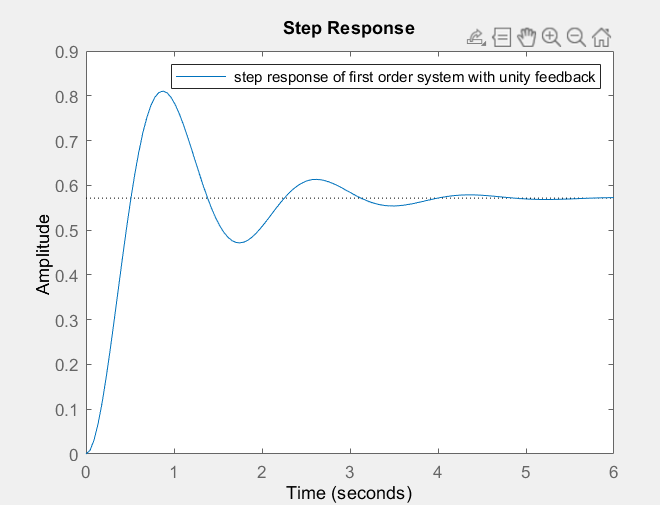 Step Response
0.9
step response of first order system with unity feedback
0.8
0.7
0.6
0.5
0.4
0.3
0.2
0.1
0
Amplitude
0 1 2 3 4 5 6
Time (seconds)